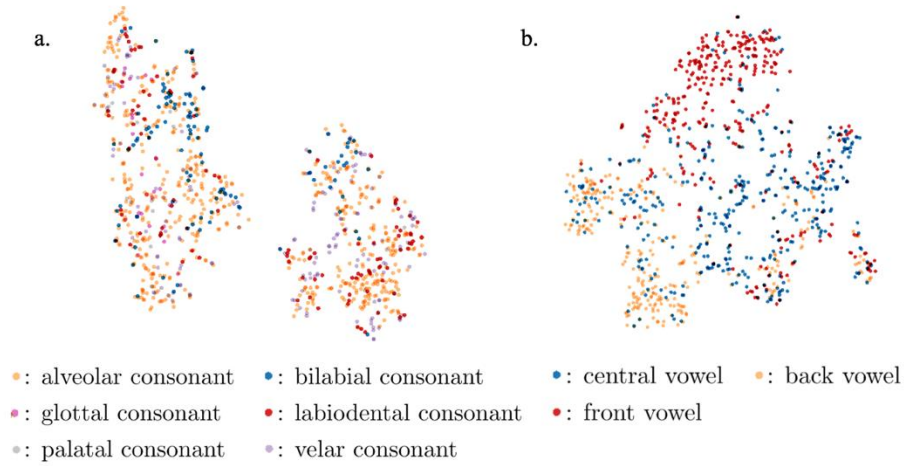 a. b.
: alveolar consonant : bilabial consonant : central vowel : back vowel
: glottal consonant : labiodental consonant : front vowel
: palatal consonant : velar consonant